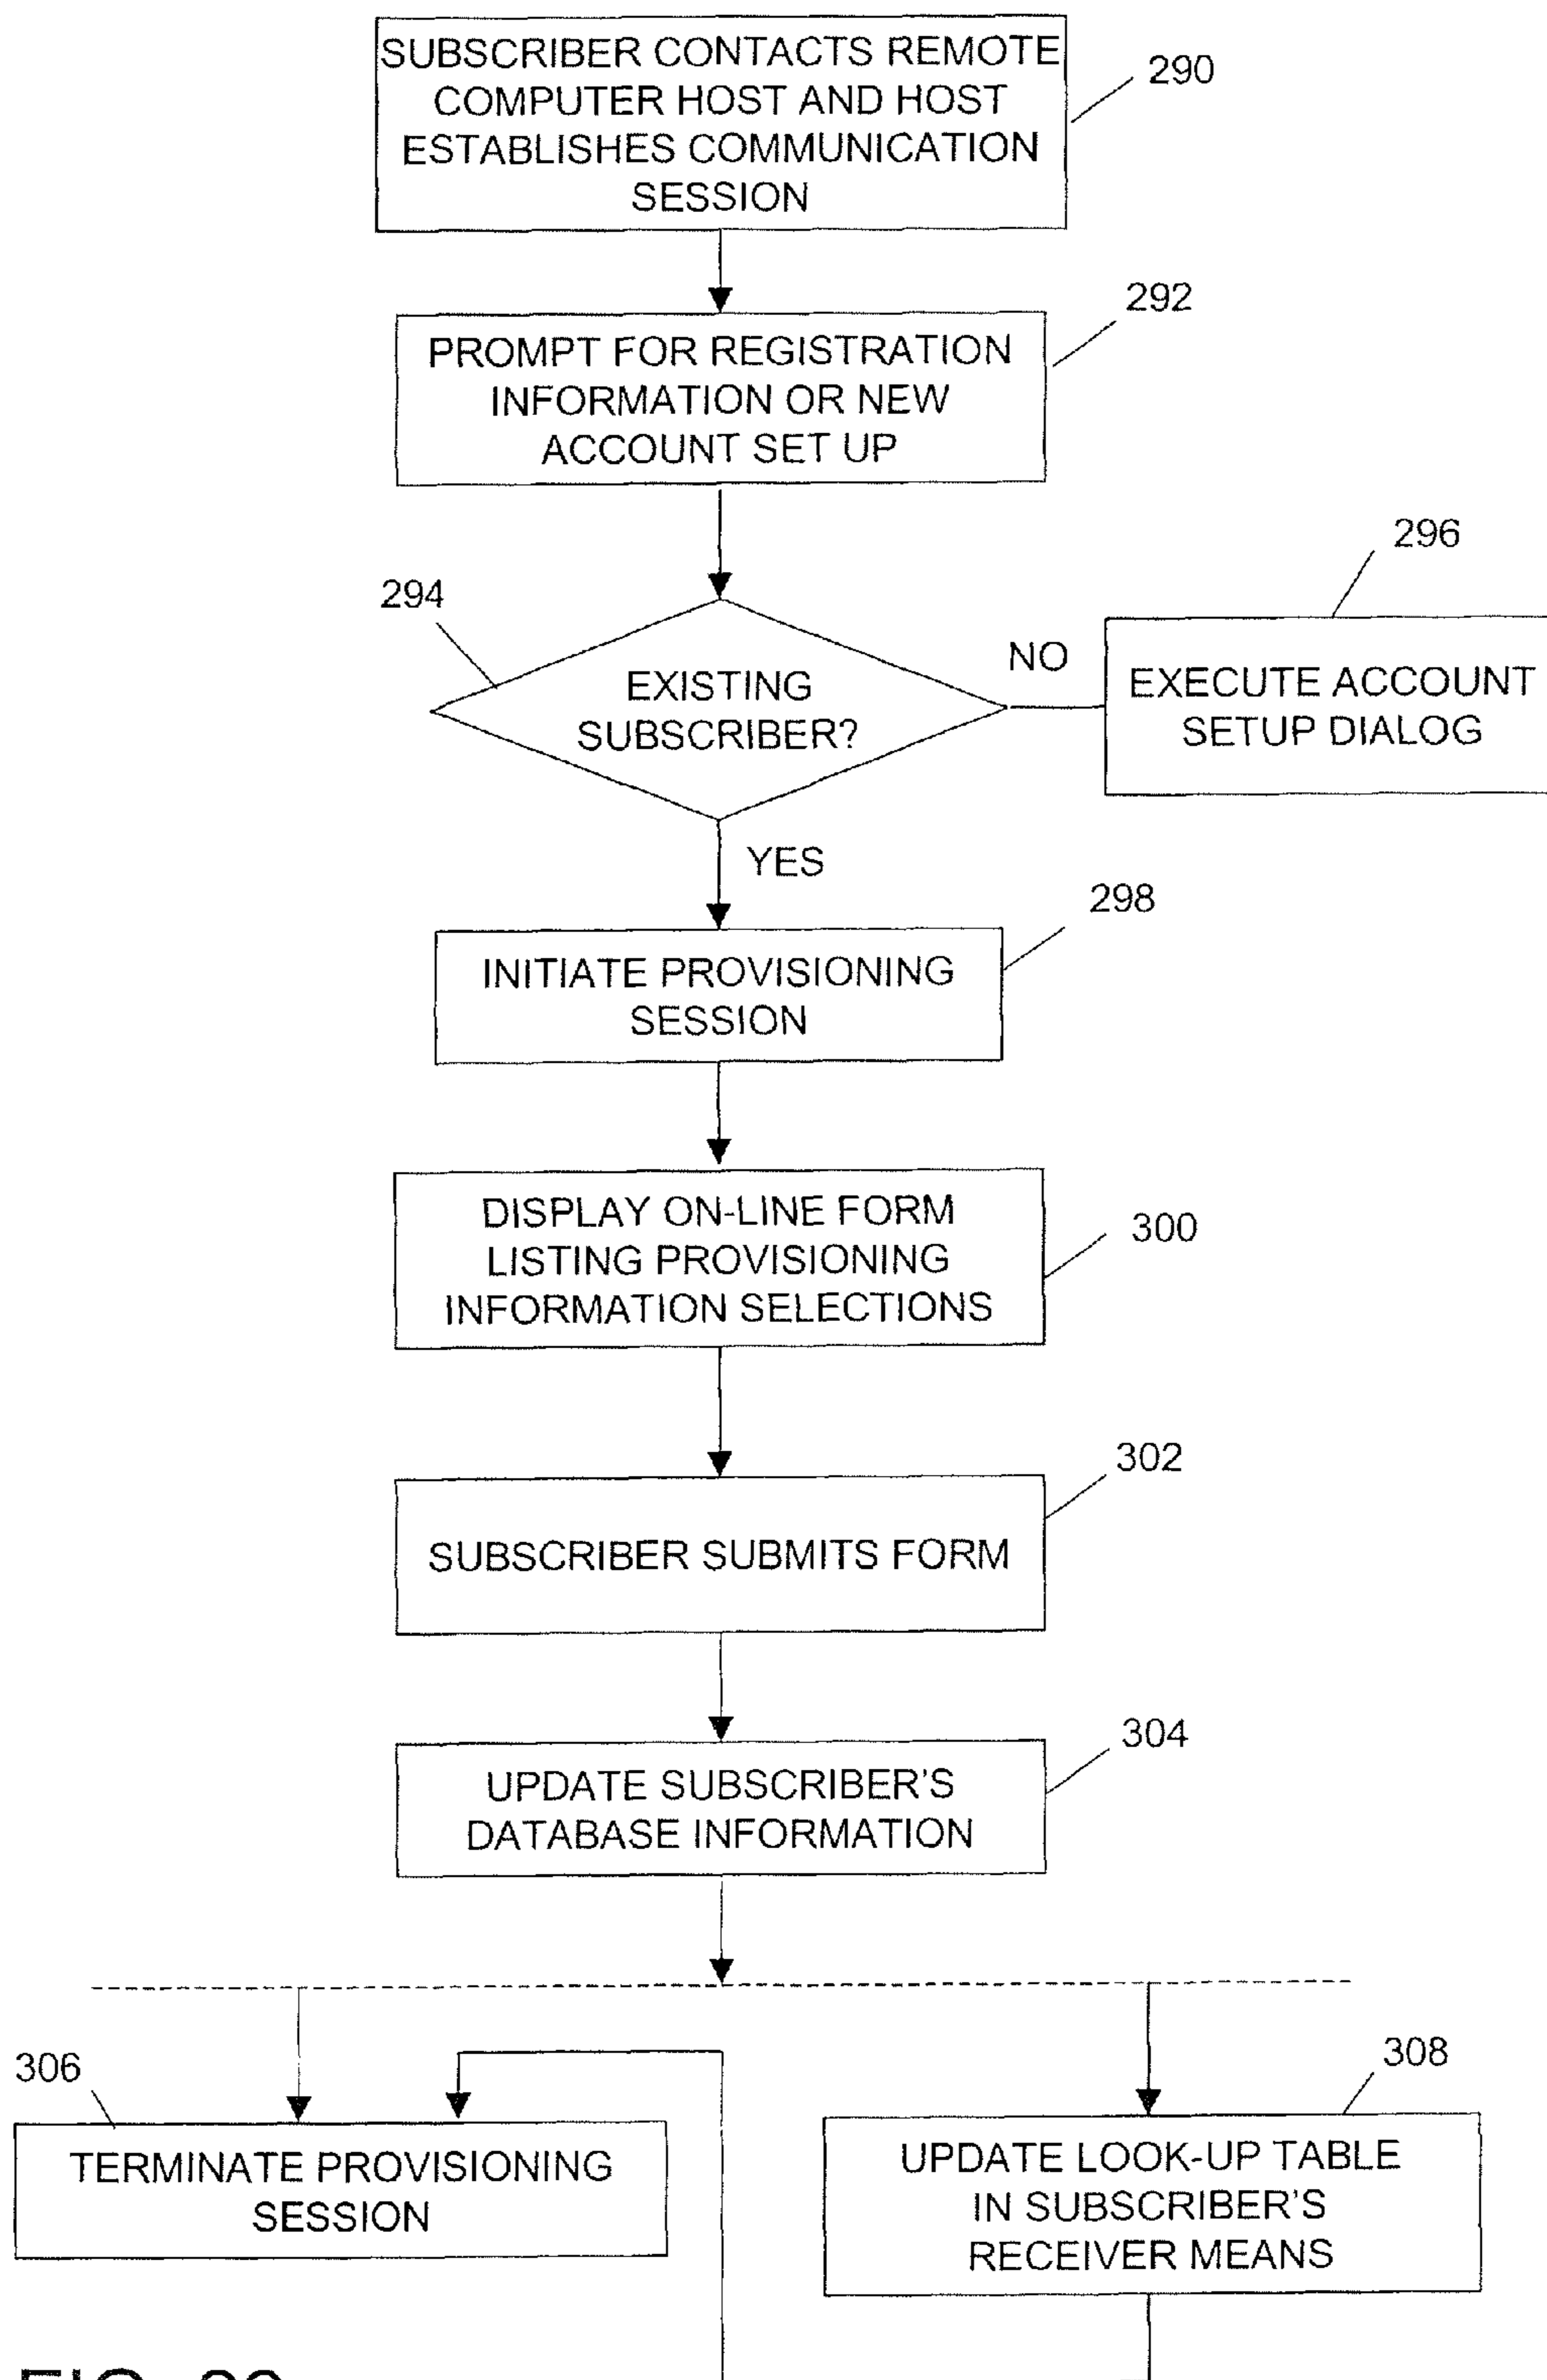 SUBSCRIBER CONTACTS REMOTE
COMPUTER HOST AND HOST
ESTABLISHES COMMUNICATION
SESSION
290
292
PROMPT FOR REGISTRATION
INFORMATION OR NEW
ACCOUNT SET UP
296
294
NO
EXISTING
SUBSCRIBER?
EXECUTE ACCOUNT
SETUP DIALOG
YES
298
INITIATE PROVISIONING
SESSION
DISPLAY ON-LINE FORM
LISTING PROVISIONING
INFORMATION SELECTIONS
300
302
SUBSCRIBER SUBMITS FORM
304
UPDATE SUBSCRIBER'S
DATABASE INFORMATION
306
308
TERMINATE PROVISIONING
SESSION
UPDATE LOOK-UP TABLE
IN SUBSCRIBER'S
RECEIVER MEANS